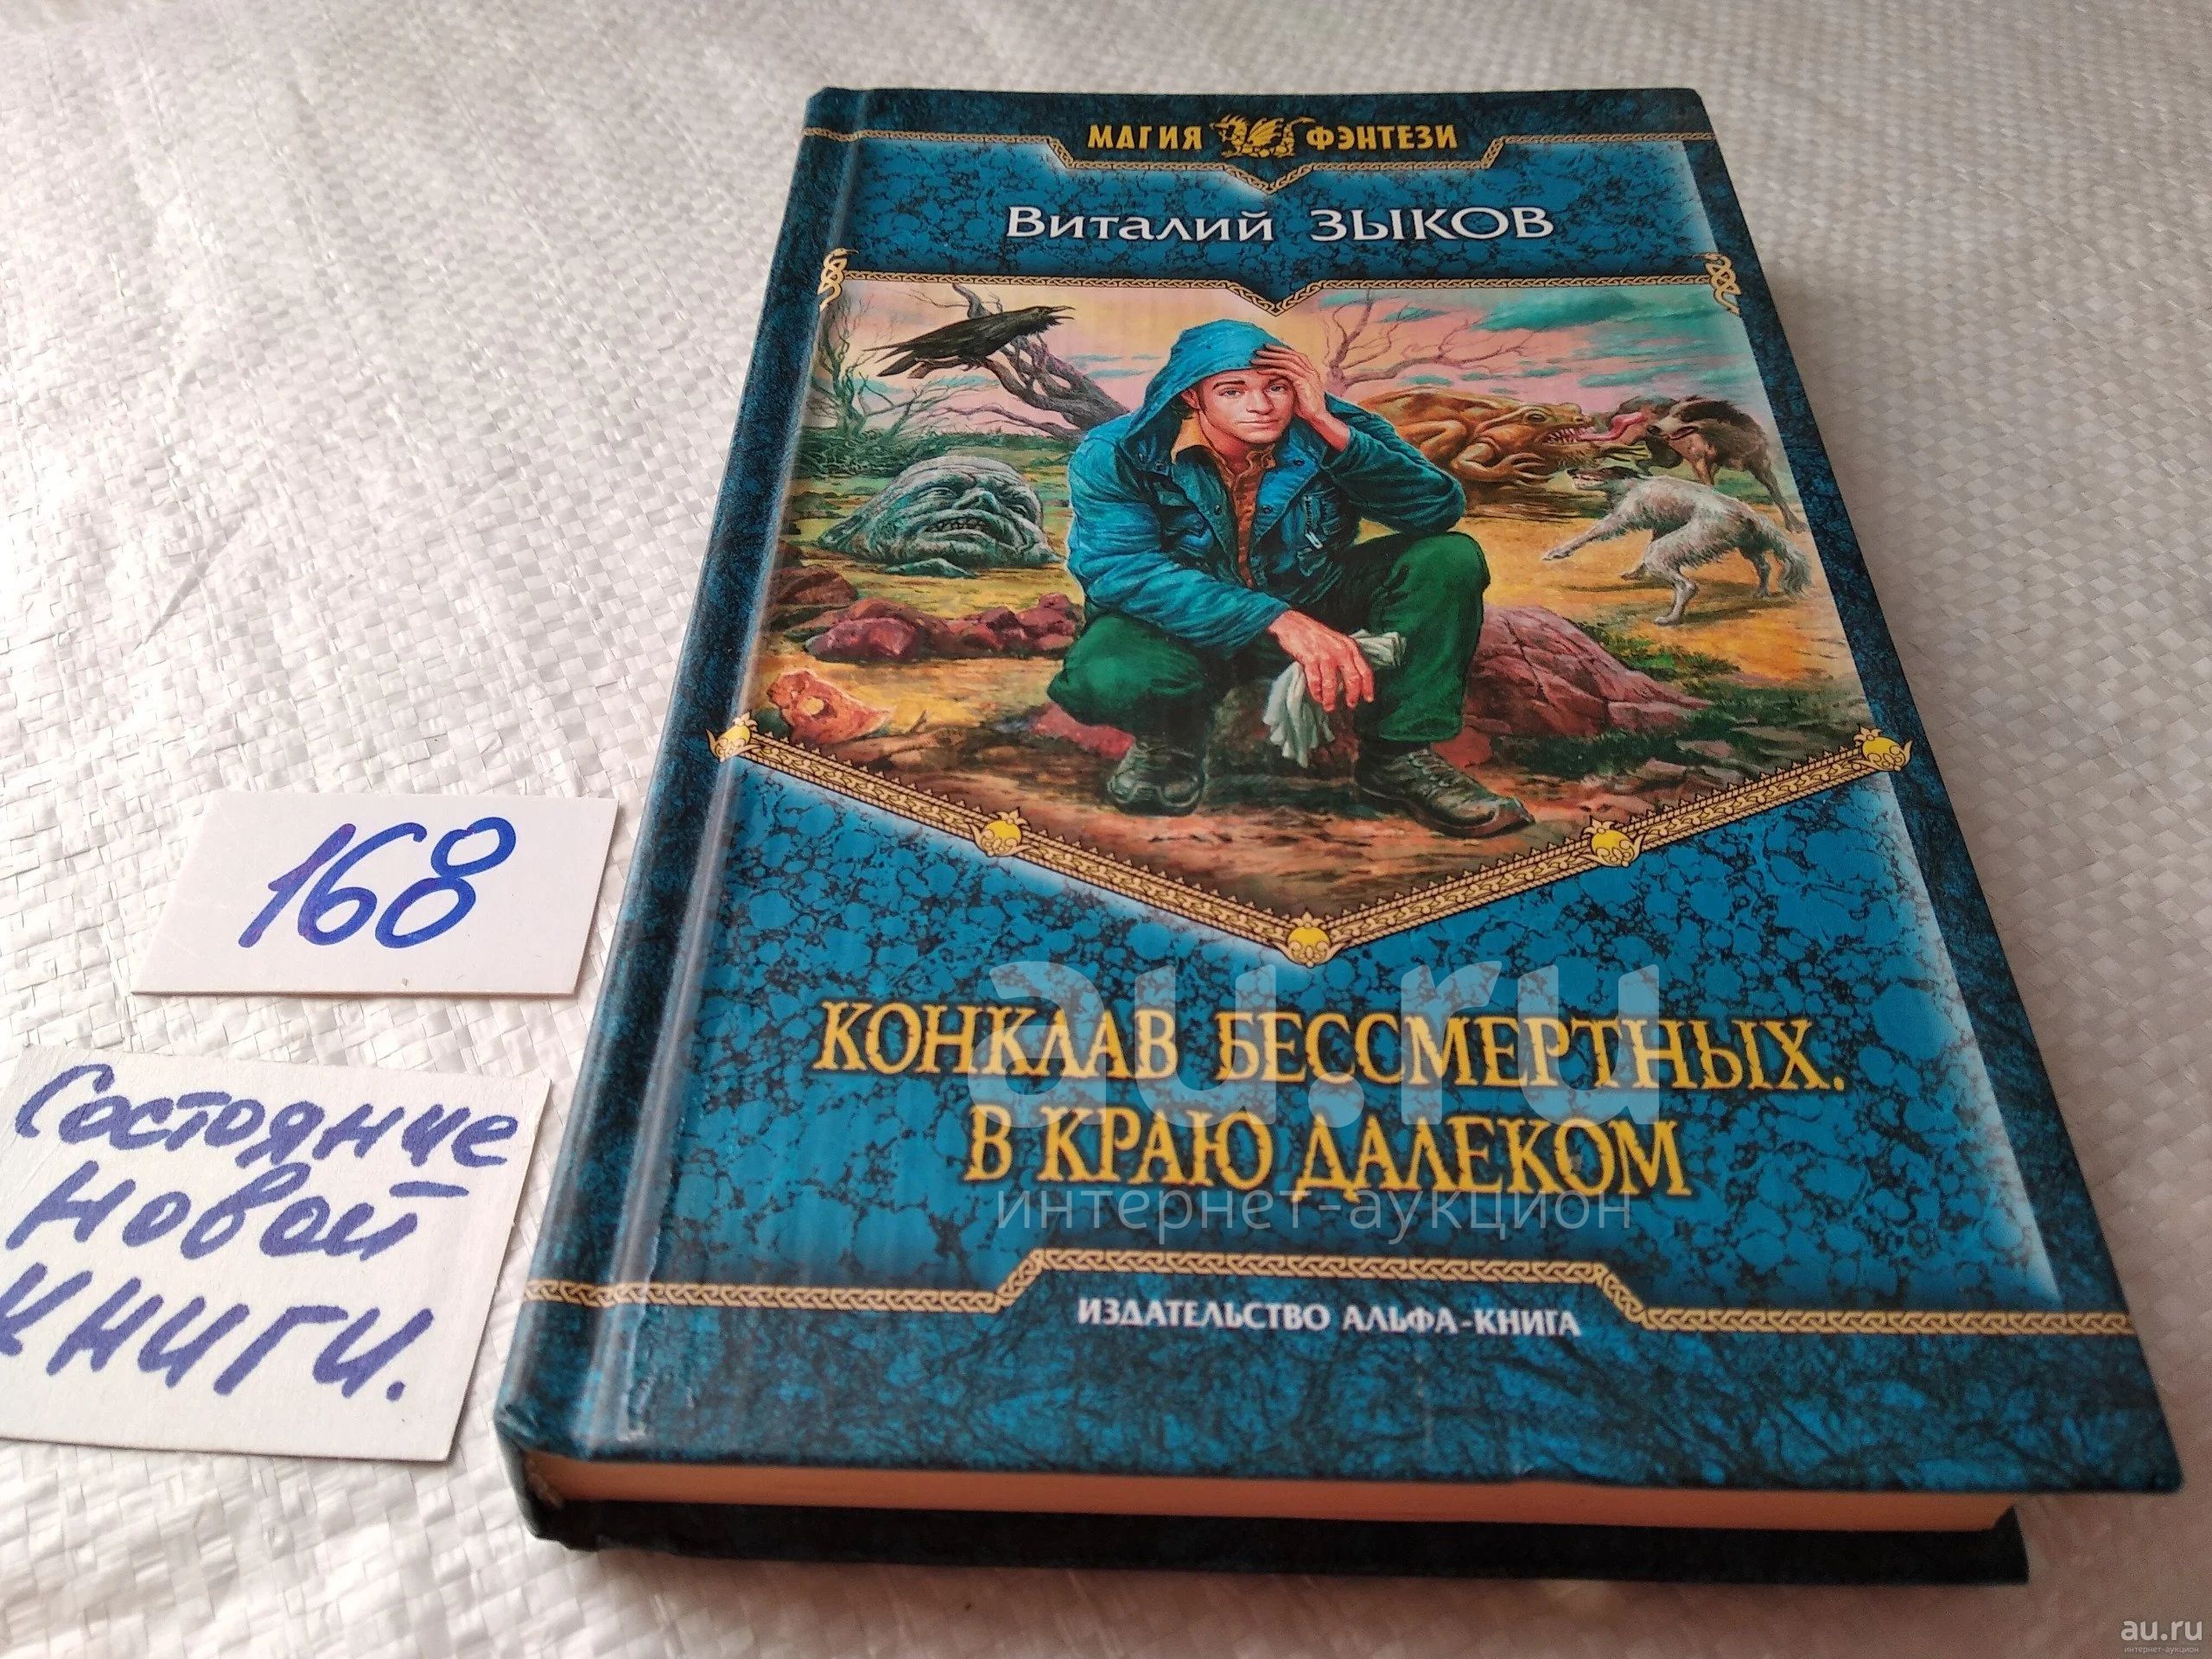 МАГИЯ ФЭНТЕЗИ
Виталий ЗЫКОВ
КОНКЛАВ БЕССМЕРТНЫХ.
В КРАЮ ДАЛЕКОМ
ИЗДАТЕЛЬСТВО АЛЬФА-КНИГА
168
Состояние
новой
книги.
au.ru
интернет-аукцион
au.ru
интернет-аукцион